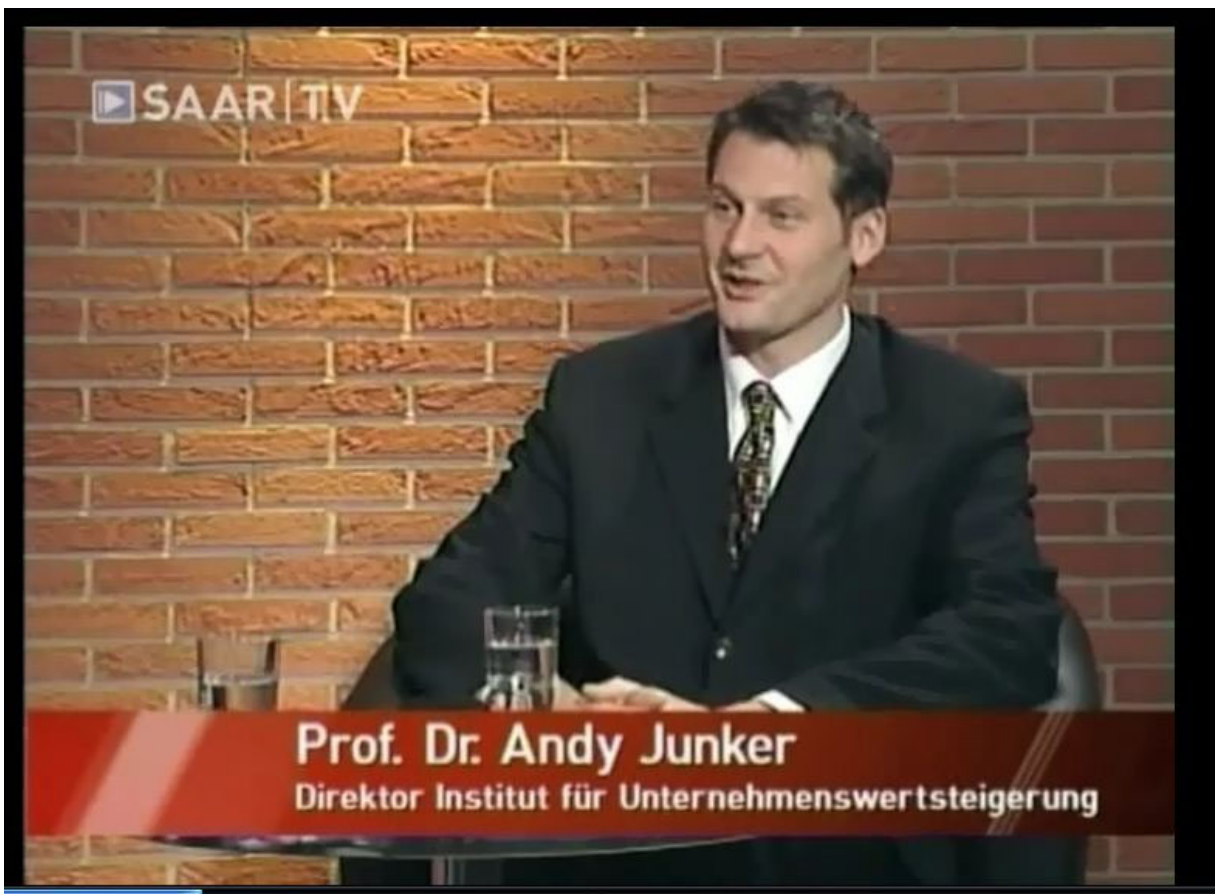 SAAR|TV
Prof. Dr. Andy Junker
Direktor Institut für Unternehmenswertsteigerung